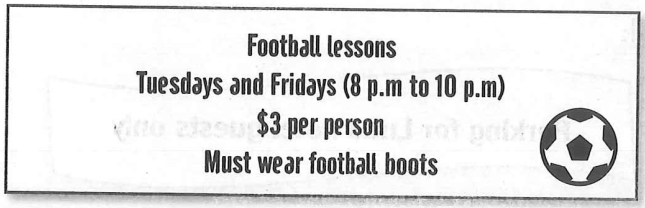 Football lessons
Tuesdays and Fridays (8 p.m to 10 p.m)
$3 per person
Must wear football boots